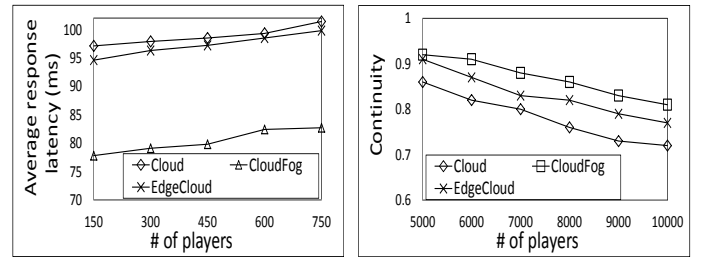 Average response
latency (ms)
100
95
90
85
80
75
70
Cloud
CloudFog
EdgeCloud
150 300 450 600 750
# of players
Continuity
1
0.9
0.8
0.7
0.6
Cloud
CloudFog
EdgeCloud
5000 6000 7000 8000 9000 10000
# of players